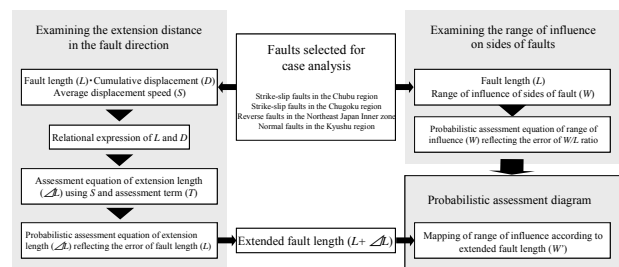 Examining the extension distance
in the fault direction
Fault length (L)・Cumulative displacement (D)
Average displacement speed (S)
Relational expression of L and D
Assessment equation of extension length
(⊿L) using S and assessment term (T)
Probabilistic assessment equation of extension
length (⊿L) reflecting the error of fault length (L)
Faults selected for
case analysis
Strike-slip faults in the Chubu region
Strike-slip faults in the Chugoku region
Reverse faults in the Northeast Japan Inner zone
Normal faults in the Kyushu region
Extended fault length (L+ ⊿L)
Examining the range of influence
on sides of faults
Fault length (L)
Range of influence of sides of fault (W)
Probabilistic assessment equation of range of
influence (W) reflecting the error of W/L ratio
Probabilistic assessment diagram
Mapping of range of influence according to
extended fault length (W')